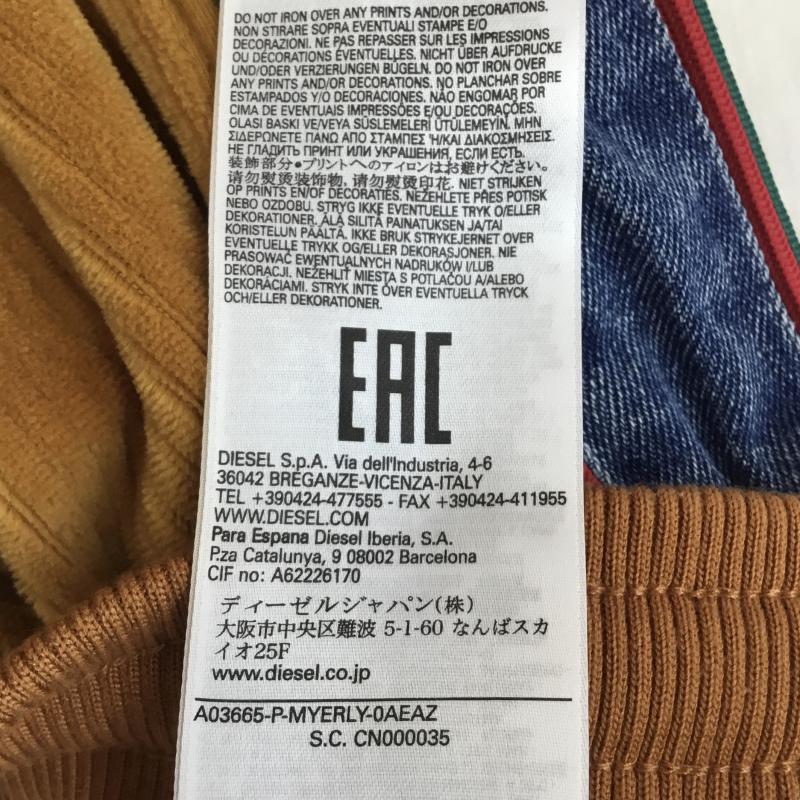 DO NOT IRON OVER ANY PRINTS AND/OR DECORATIONS.
NON STIRARE SOPRA EVENTUALI STAMPE E/O
DECORAZIONI. NE PAS REPASSER SUR LES IMPRESSIONS
OU DÉCORATIONS ÉVENTUELLES. NICHT ÜBER AUFDRUCKE
UND/ODER VERZIERUNGEN BÜGELN. DO NOT IRON OVER
ANY PRINTS AND/OR DECORATIONS. NO PLANCHAR SOBRE
ESTAMPADOS Y/O DECORACIONES. NÃO ENGOMAR POR
CIMA DE EVENTUAIS IMPRESSÕES E/OU DECORAÇÕES.
OLASI BASKI VE/VEYA SÜSLEMELERİ ÜTÜLEMEYİN. ΜΗΝ
ΣΙΔΕΡΩΝΕΤΕ ΠΑΝΩ ΑΠΟ ΣΤΑΜΠΕΣ Ή/ΚΑΙ ΔΙΑΚΟΣΜΗΣΕΙΣ.
НЕ ГЛАДИТЬ ПРИНТ ИЛИ УКРАШЕНИЯ, ЕСЛИ ЕСТЬ.
装飾部分•プリントへのアイロンはお避けください。
请勿熨烫装饰物，请勿熨烫印花. NIET STRIJKEN
OP PRINTS EN/OF DECORATIES. NEŽEHLETE PŘES POTISK
NEBO OZDOBU. STRYG IKKE EVENTUELLE TRYK O/ELLER
DEKORATIONER. ÄLÄ SILITÄ PAINATUKSEN JA/TAI
KORISTELUN PÄÄLTÄ. IKKE BRUK STRYKEJERNET OVER
EVENTUELLE TRYKK OG/ELLER DEKORASJONER. NIE
PRASOWAĆ EWENTUALNYCH NADRUKÓW I/LUB
DEKORACJI. NEŽEHLIŤ MIESTA S POTLAČOU A/ALEBO
DEKORÁCIAMI. STRYK INTE ÖVER EVENTUELLA TRYCK
OCH/ELLER DEKORATIONER.
EAC
DIESEL S.p.A. Via dell'Industria, 4-6
36042 BREGANZE-VICENZA-ITALY
TEL +390424-477555 - FAX +390424-411955
WWW.DIESEL.COM
Para Espana Diesel Iberia, S.A.
P.za Catalunya, 9 08002 Barcelona
CIF no: A62226170
ディーゼルジャパン(株)
大阪市中央区難波 5-1-60 なんばスカ
イオ25F
www.diesel.co.jp
A03665-P-MYERLY-0AEAZ
S.C. CN000035